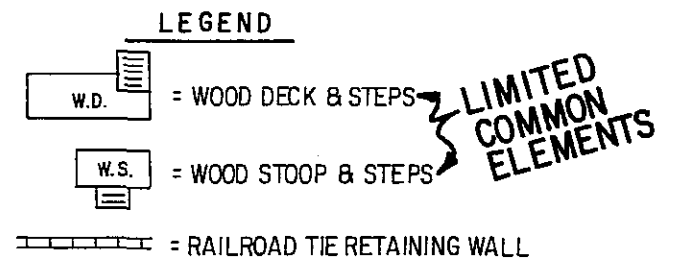 LEGEND
W.D. = WOOD DECK & STEPS
LIMITED
COMMON
ELEMENTS
W.S. = WOOD STOOP & STEPS
= RAILROAD TIE RETAINING WALL